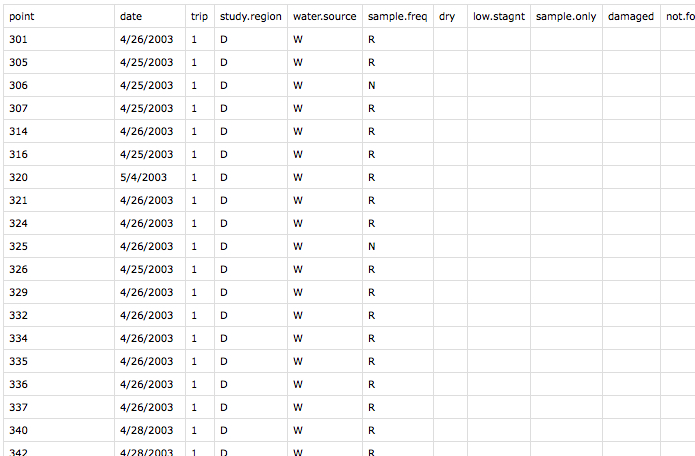 point date trip study.region water.source sample.freq dry low.stagnt sample.only damaged not.fo
301 4/26/2003 1 D W R
305 4/25/2003 1 D W R
306 4/25/2003 1 D W N
307 4/25/2003 1 D W R
314 4/26/2003 1 D W R
316 4/25/2003 1 D W R
320 5/4/2003 1 D W R
321 4/26/2003 1 D W R
324 4/26/2003 1 D W R
325 4/26/2003 1 D W N
326 4/25/2003 1 D W R
329 4/26/2003 1 D W R
332 4/26/2003 1 D W R
334 4/26/2003 1 D W R
335 4/26/2003 1 D W R
336 4/26/2003 1 D W R
337 4/26/2003 1 D W R
340 4/28/2003 1 D W R
342 4/28/2003 1 D W R